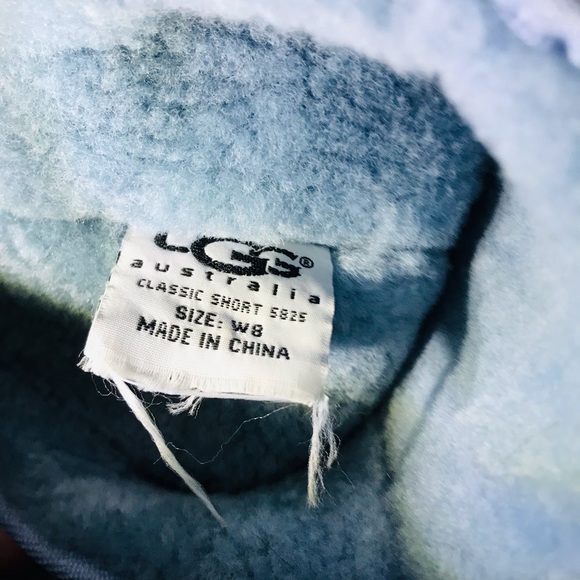 UGG®
australia
CLASSIC SHORT 5825
SIZE: W8
MADE IN CHINA